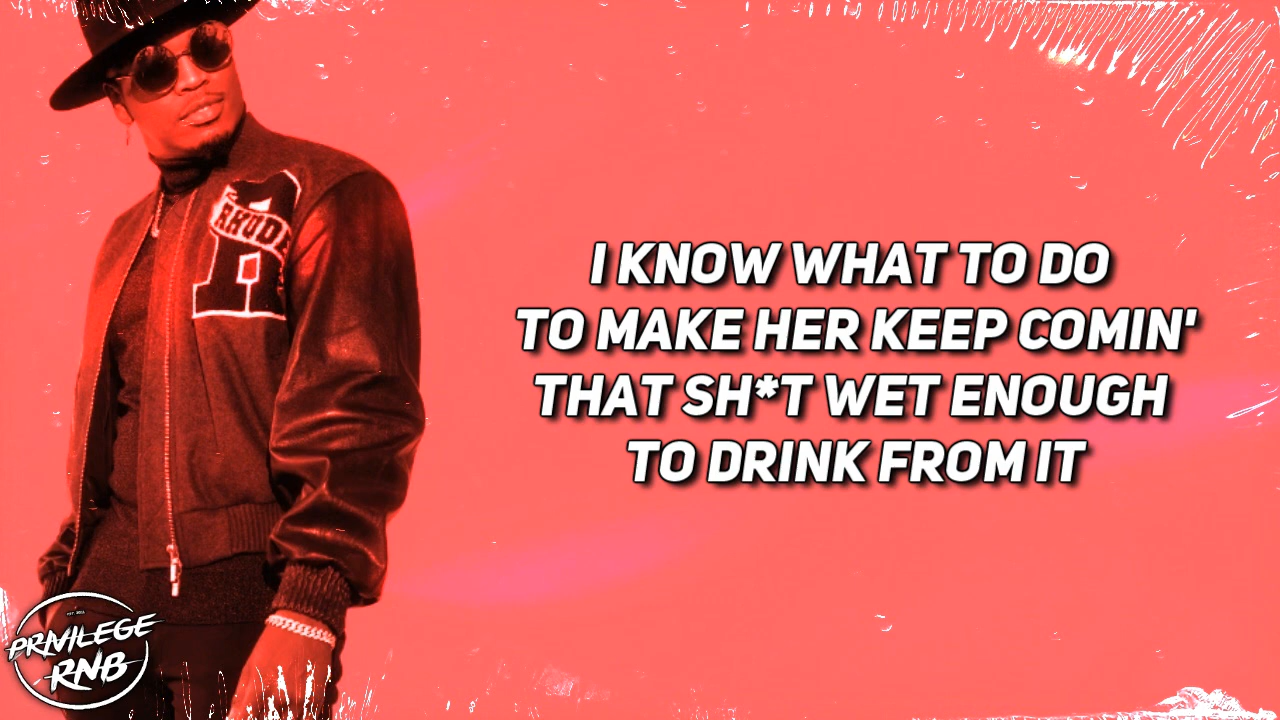 RHODE
I KNOW WHAT TO DO
TO MAKE HER KEEP COMIN'
THAT SH*T WET ENOUGH
TO DRINK FROM IT
PRIVILEGE
RNB